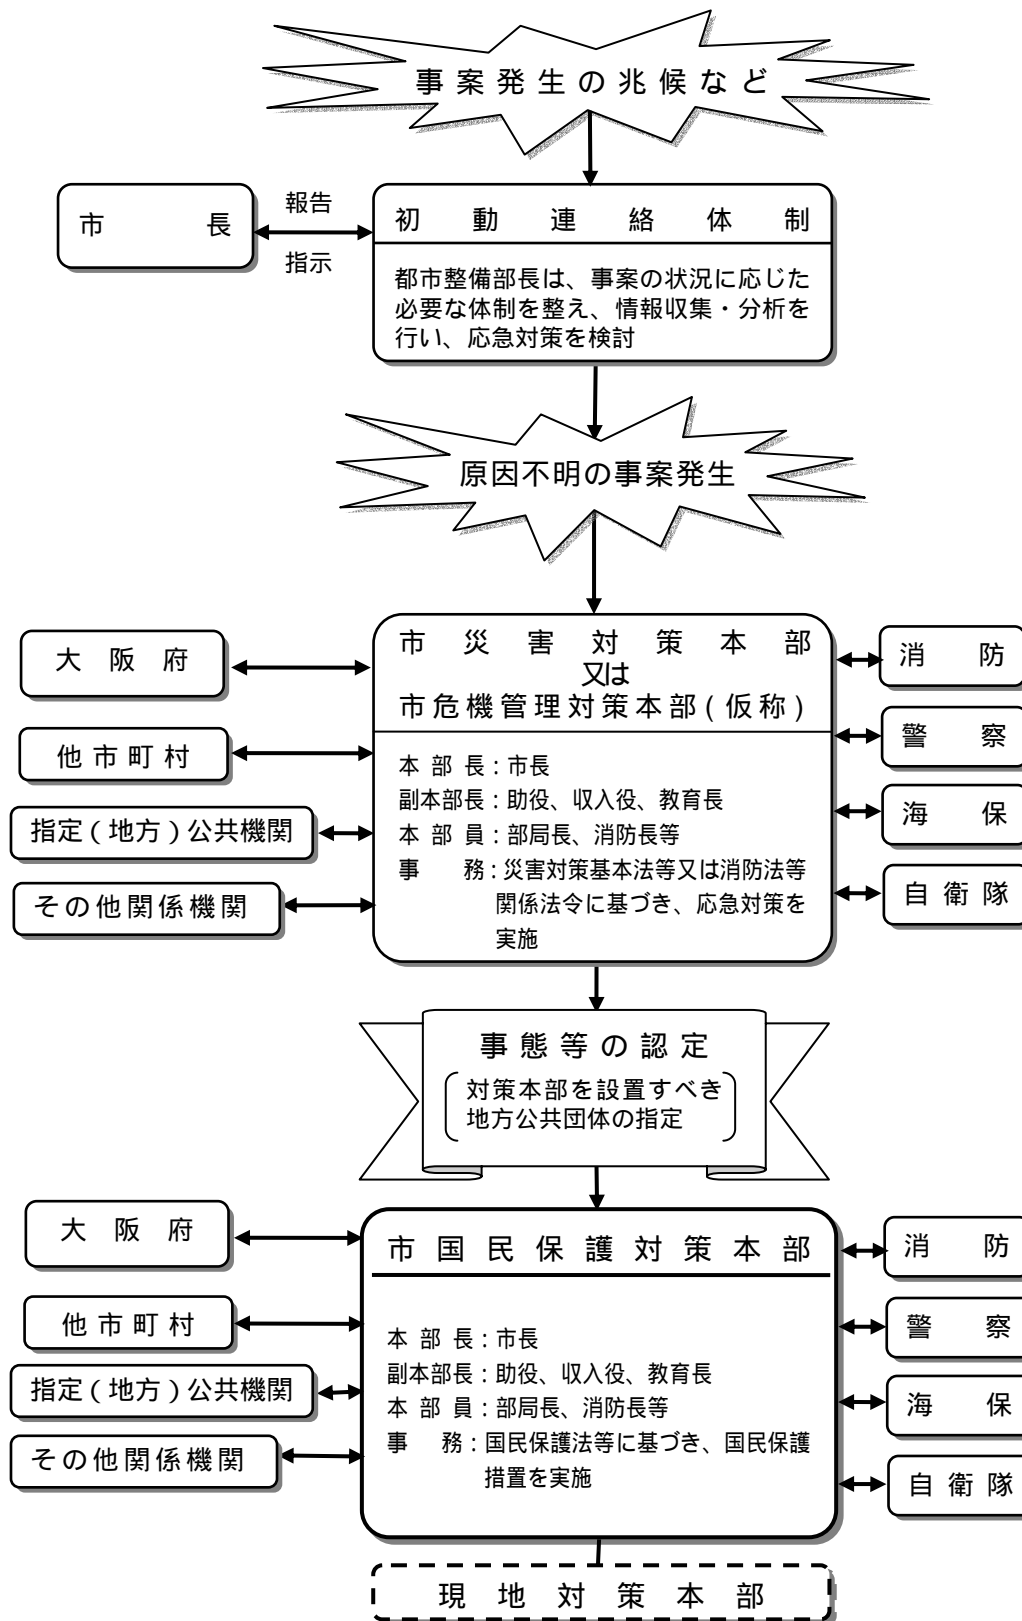 事案発生の兆候など
市長
報告
指示
初動連絡体制
都市整備部長は、事案の状況に応じた
必要な体制を整え、情報収集・分析を
行い、応急対策を検討
原因不明の事案発生
市災害対策本部
又は
市危機管理対策本部(仮称)
本部長:市長
副本部長:助役、収入役、教育長
本部員:部局長、消防長等
事務:災害対策基本法等又は消防法等
関係法令に基づき、応急対策を
実施
大阪府
他市町村
指定(地方)公共機関
その他関係機関
消防
警察
海保
自衛隊
事態等の認定
対策本部を設置すべき
地方公共団体の指定
市国民保護対策本部
本部長:市長
副本部長:助役、収入役、教育長
本部員:部局長、消防長等
事務:国民保護法等に基づき、国民保護
措置を実施
大阪府
他市町村
指定(地方)公共機関
その他関係機関
消防
警察
海保
自衛隊
現地対策本部